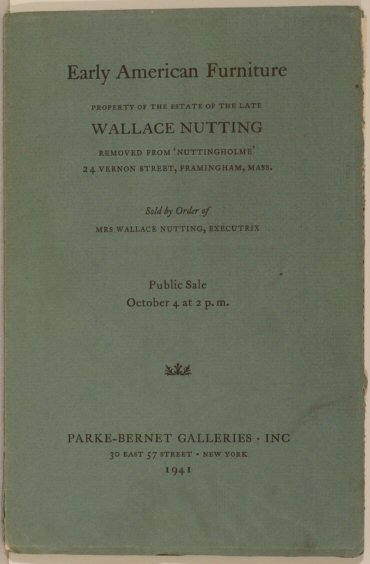 Early American Furniture
PROPERTY OF THE ESTATE OF THE LATE
WALLACE NUTTING
REMOVED FROM 'NUTTINGHOLME'
24 VERNON STREET, FRAMINGHAM, MASS.
Sold by Order of
MRS WALLACE NUTTING, EXECUTRIX
Public Sale
October 4 at 2 p.m.
PARKE-BERNET GALLERIES · INC
30 EAST 57 STREET · NEW YORK
1941